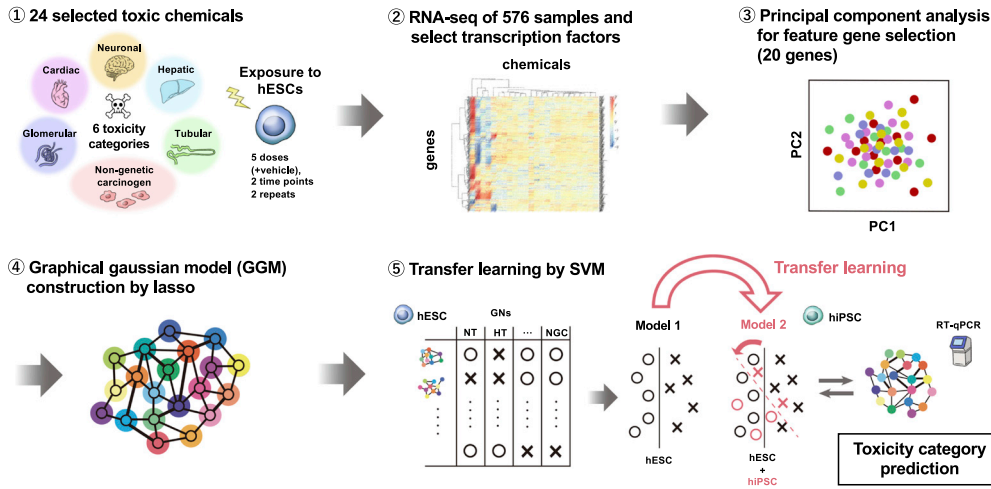 ① 24 selected toxic chemicals
Neuronal
Cardiac
Hepatic
6 toxicity
categories
Glomerular
Tubular
Non-genetic
carcinogen
Exposure to
hESCs
5 doses
(+vehicle),
2 time points
2 repeats
② RNA-seq of 576 samples and
select transcription factors
chemicals
genes
③ Principal component analysis
for feature gene selection
(20 genes)
PC2
PC1
④ Graphical gaussian model (GGM)
construction by lasso
⑤ Transfer learning by SVM
hESC
GNs
NT HT ... NGC
Transfer learning
Model 1
Model 2
hiPSC
RT-qPCR
hESC
hESC
+
hiPSC
Toxicity category
prediction